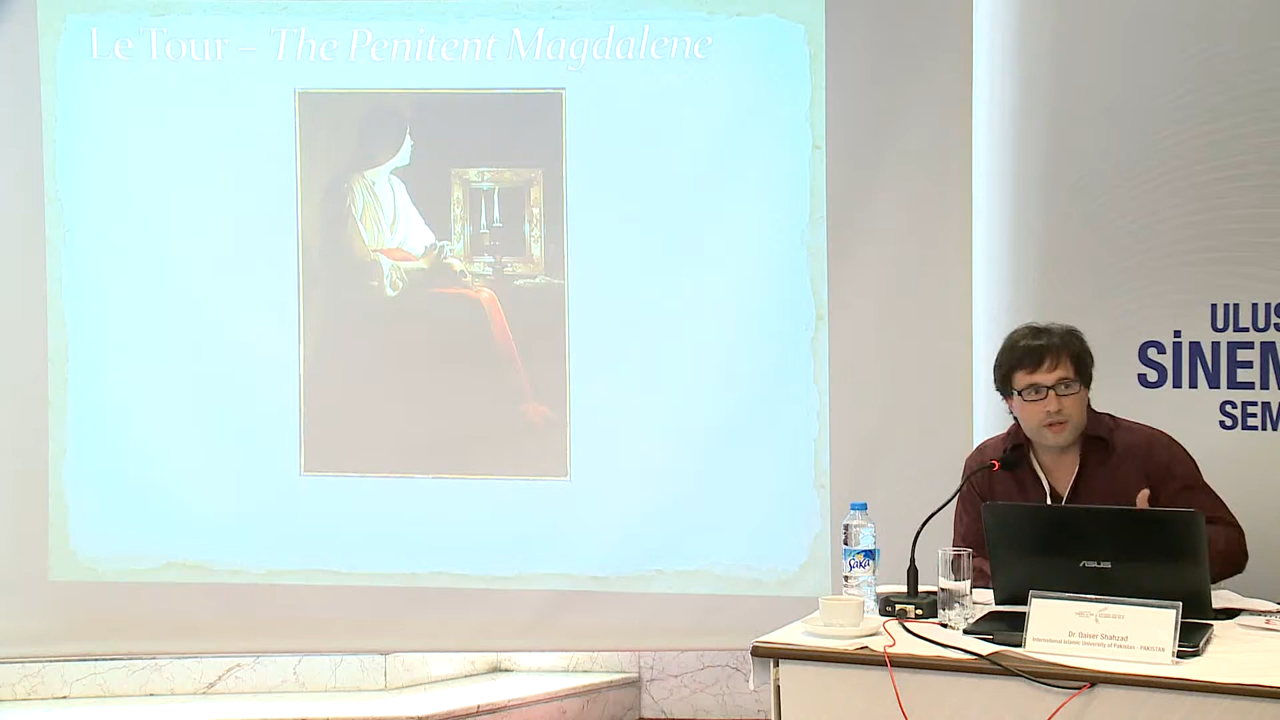 Le Tour – The Penitent Magdalene
ULUS
SİNEM
SEM
Saka
ASUS
Dr. Qaiser Shahzad
International Islamic University of Pakistan - PAKISTAN